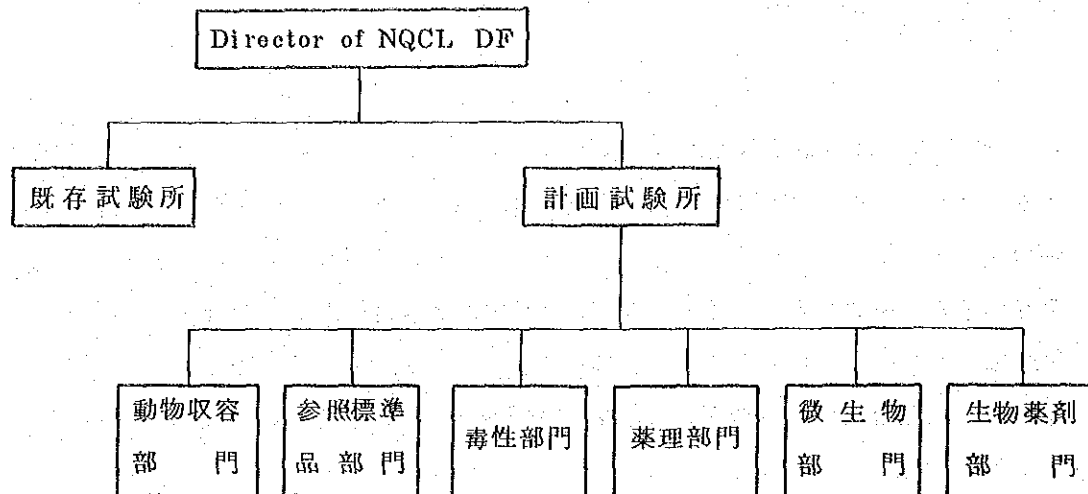 Director of NQCL DF
既存試験所
計画試験所
動物収容
部門
参照標準
品部門
毒性部門
薬理部門
微生物
部門
生物薬剤
部門